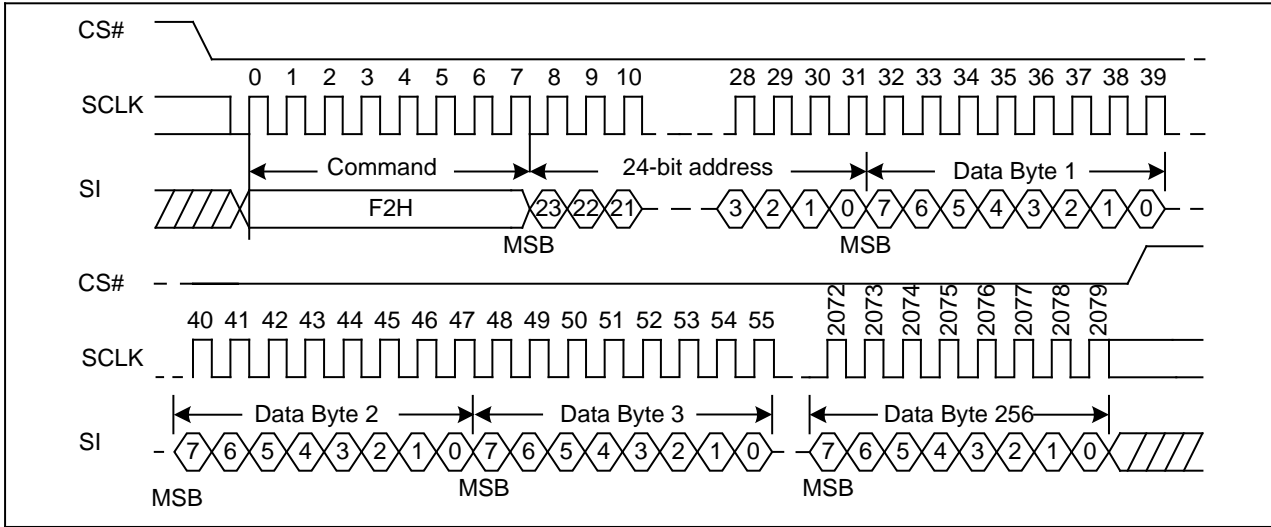 CS#
0 1 2 3 4 5 6 7 8 9 10 28 29 30 31 32 33 34 35 36 37 38 39
SCLK
Command 24-bit address Data Byte 1
SI
F2H 23 22 21 3 2 1 0 7 6 5 4 3 2 1 0
MSB MSB
CS#
40 41 42 43 44 45 46 47 48 49 50 51 52 53 54 55 2072 2073 2074 2075 2076 2077 2078 2079
SCLK
Data Byte 2 Data Byte 3 Data Byte 256
SI
7 6 5 4 3 2 1 0 7 6 5 4 3 2 1 0 7 6 5 4 3 2 1 0
MSB MSB MSB